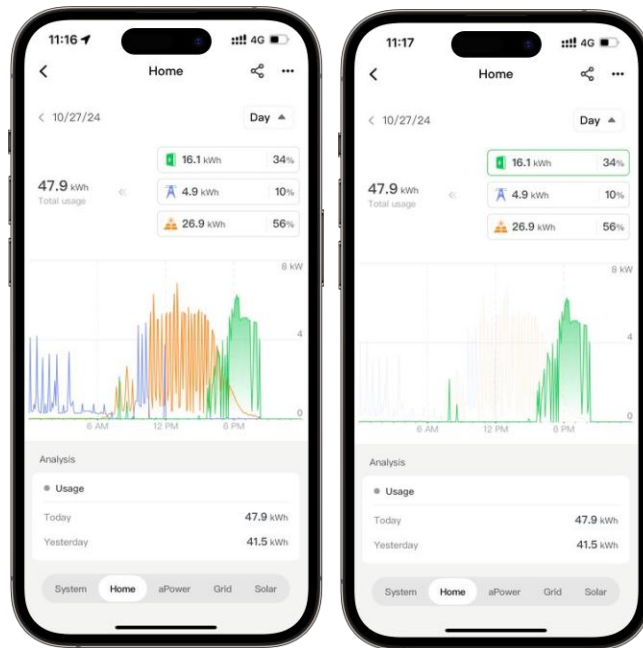 11:16
4G
Home
10/27/24
Day
16.1 kWh 34%
47.9 kWh
Total usage
4.9 kWh 10%
26.9 kWh 56%
8 kW
4
0
6 AM 12 PM 6 PM
Analysis
Usage
Today 47.9 kWh
Yesterday 41.5 kWh
System Home aPower Grid Solar
11:17
4G
Home
10/27/24
Day
16.1 kWh 34%
47.9 kWh
Total usage
4.9 kWh 10%
26.9 kWh 56%
8 kW
4
0
6 AM 12 PM 6 PM
Analysis
Usage
Today 47.9 kWh
Yesterday 41.5 kWh
System Home aPower Grid Solar